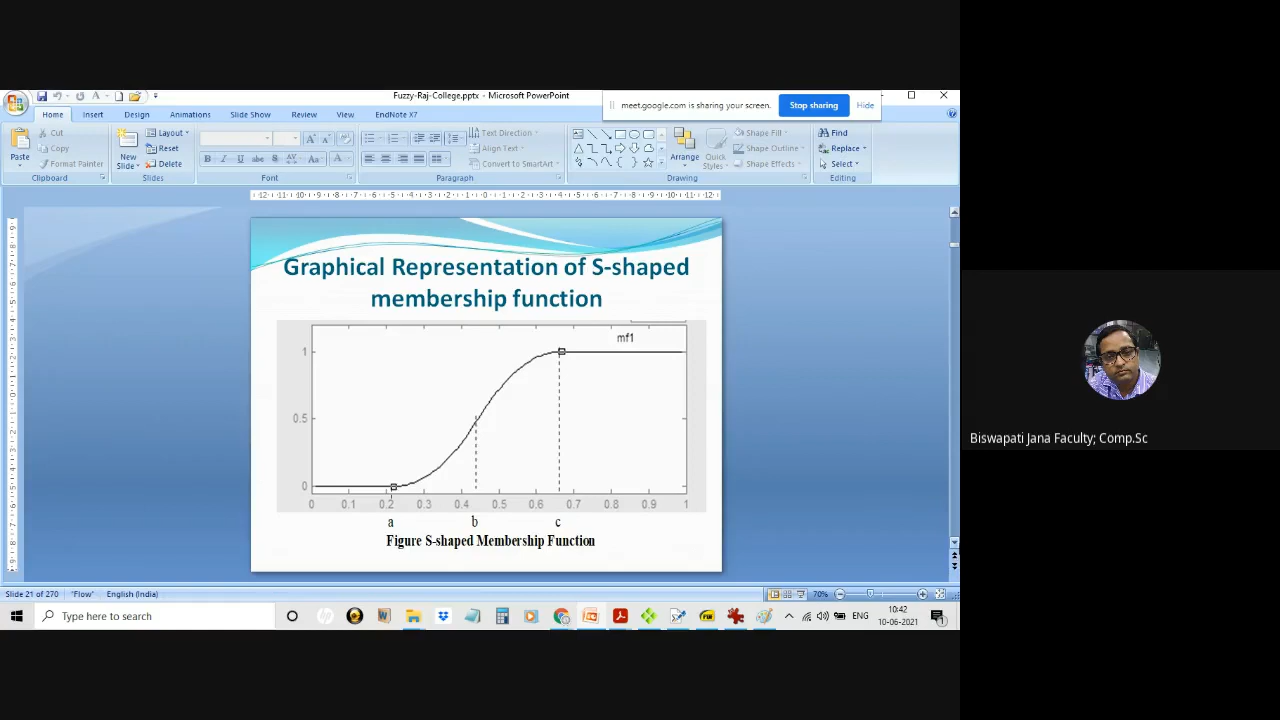 Fuzzy-Raj-College.pptx - Microsoft PowerPoint
meet.google.com is sharing your screen.
Stop sharing
Hide
Home Insert Design Animations Slide Show Review View EndNote X7
Paste
Cut
Copy
Format Painter
Clipboard
New Slide
Layout
Reset
Delete
Slides
Font
Text Direction
Align Text
Convert to SmartArt
Paragraph
Arrange
Quick Styles
Shape Fill
Shape Outline
Shape Effects
Drawing
Find
Replace
Select
Editing
Graphical Representation of S-shaped
membership function
mf1
1
0.5
0
0 0.1 0.2 0.3 0.4 0.5 0.6 0.7 0.8 0.9 1
a b c
Figure S-shaped Membership Function
Biswapati Jana Faculty; Comp.Sc
Slide 21 of 270 "Flow" English (India) 70%
Type here to search
ENG
10:42
10-06-2021